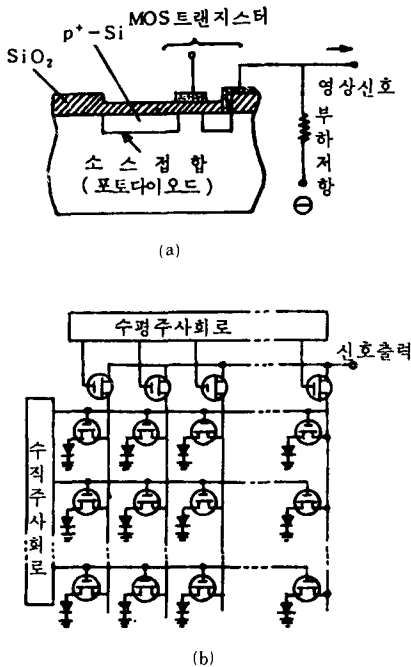 MOS트랜지스터
p⁺-Si
SiO₂
영상신호
부하저항
소스접합
(포토다이오드)
(a)
수평주사회로
신호출력
수직주사회로
(b)